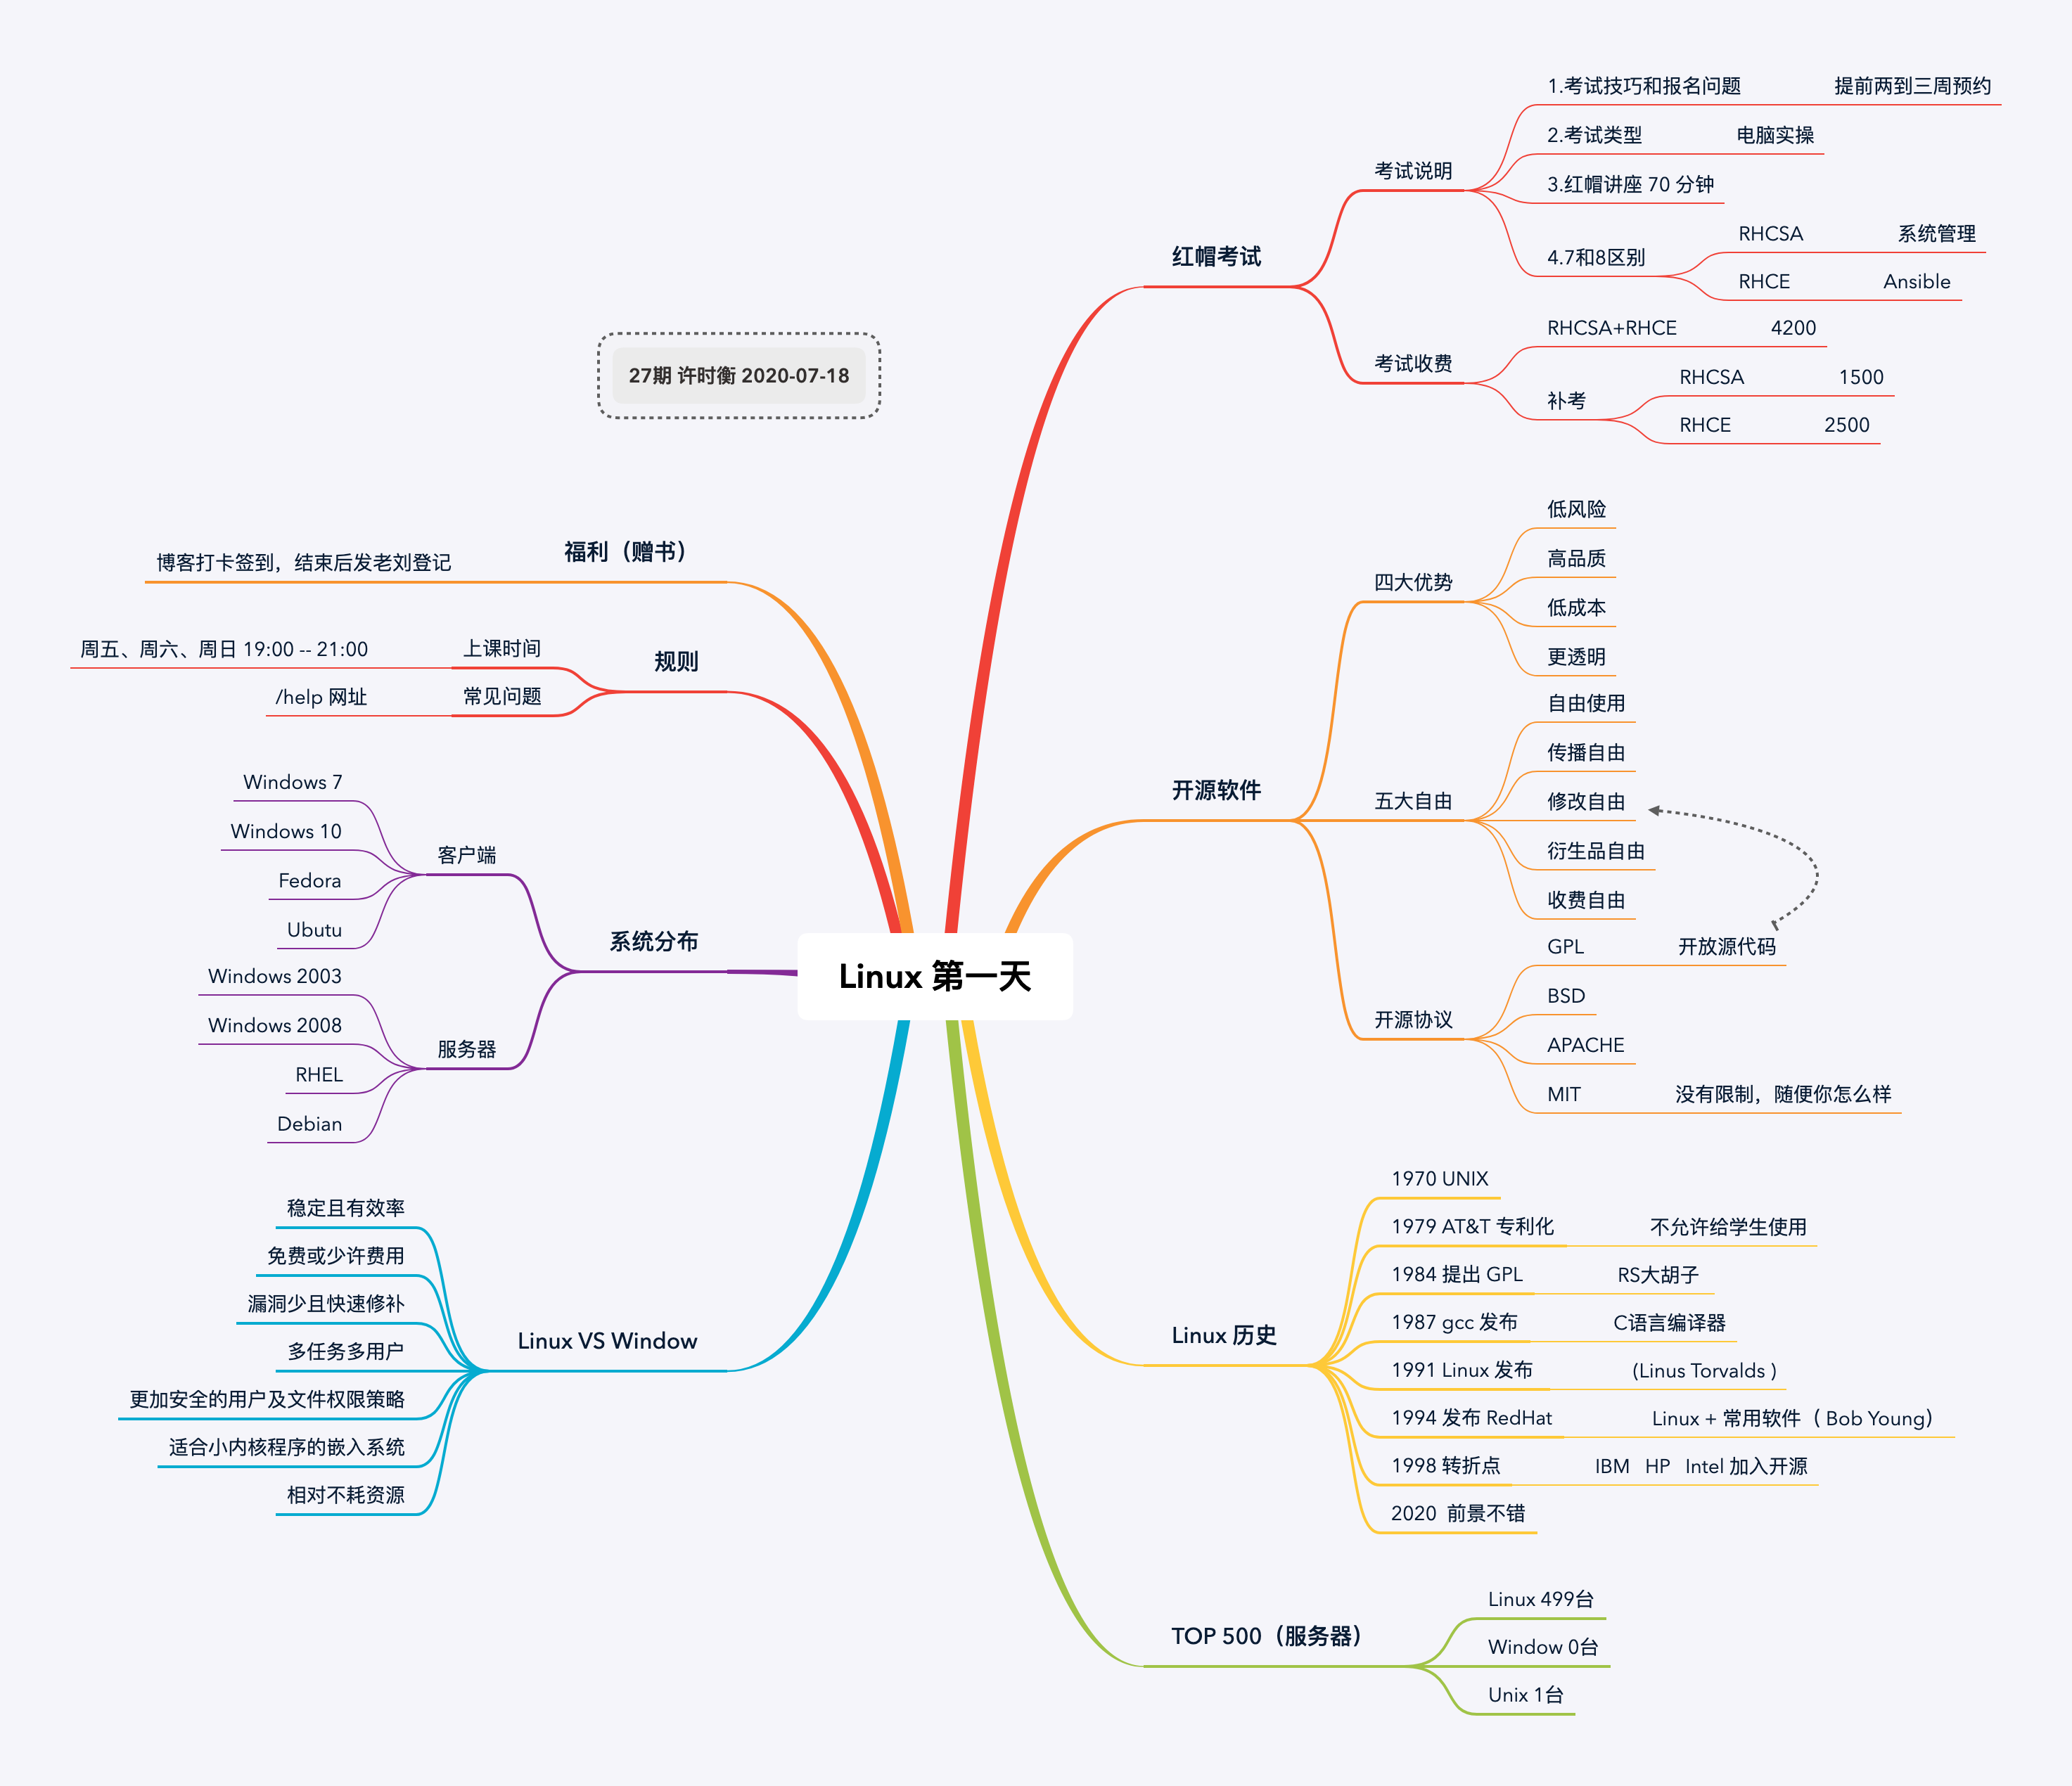 Linux 第一天
27期 许时衡 2020-07-18
红帽考试
考试说明
1.考试技巧和报名问题 提前两到三周预约
2.考试类型 电脑实操
3.红帽讲座 70 分钟
4.7和8区别
RHCSA 系统管理
RHCE Ansible
考试收费
RHCSA+RHCE 4200
补考
RHCSA 1500
RHCE 2500
开源软件
四大优势
低风险
高品质
低成本
更透明
五大自由
自由使用
传播自由
修改自由
衍生品自由
收费自由
开源协议
GPL 开放源代码
BSD
APACHE
MIT 没有限制，随便你怎么样
Linux 历史
1970 UNIX
1979 AT&T 专利化 不允许给学生使用
1984 提出 GPL RS大胡子
1987 gcc 发布 C语言编译器
1991 Linux 发布 (Linus Torvalds )
1994 发布 RedHat Linux + 常用软件（ Bob Young）
1998 转折点 IBM HP Intel 加入开源
2020 前景不错
TOP 500（服务器）
Linux 499台
Window 0台
Unix 1台
福利（赠书）
博客打卡签到，结束后发老刘登记
规则
上课时间
周五、周六、周日 19:00 -- 21:00
常见问题
/help 网址
系统分布
客户端
Windows 7
Windows 10
Fedora
Ubutu
服务器
Windows 2003
Windows 2008
RHEL
Debian
Linux VS Window
稳定且有效率
免费或少许费用
漏洞少且快速修补
多任务多用户
更加安全的用户及文件权限策略
适合小内核程序的嵌入系统
相对不耗资源